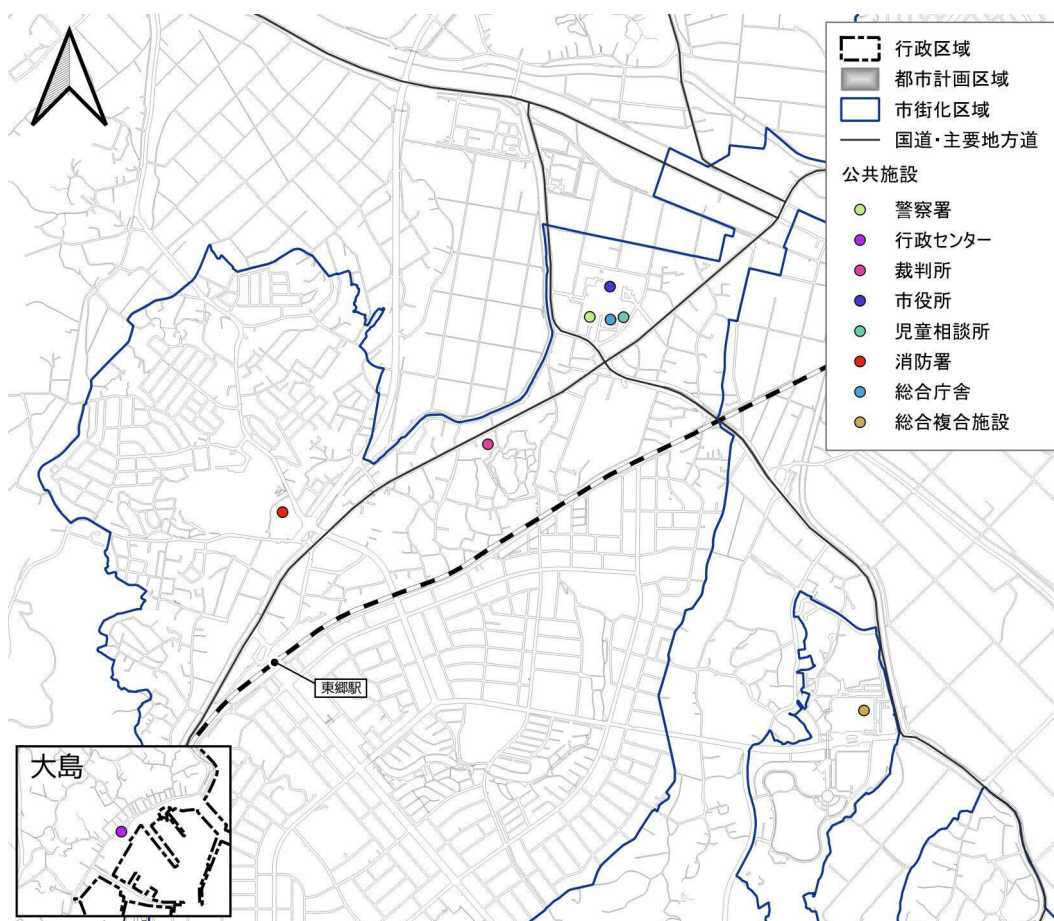 行政区域
都市計画区域
市街化区域
国道・主要地方道
公共施設
警察署
行政センター
裁判所
市役所
児童相談所
消防署
総合庁舎
総合複合施設
東郷駅
大島